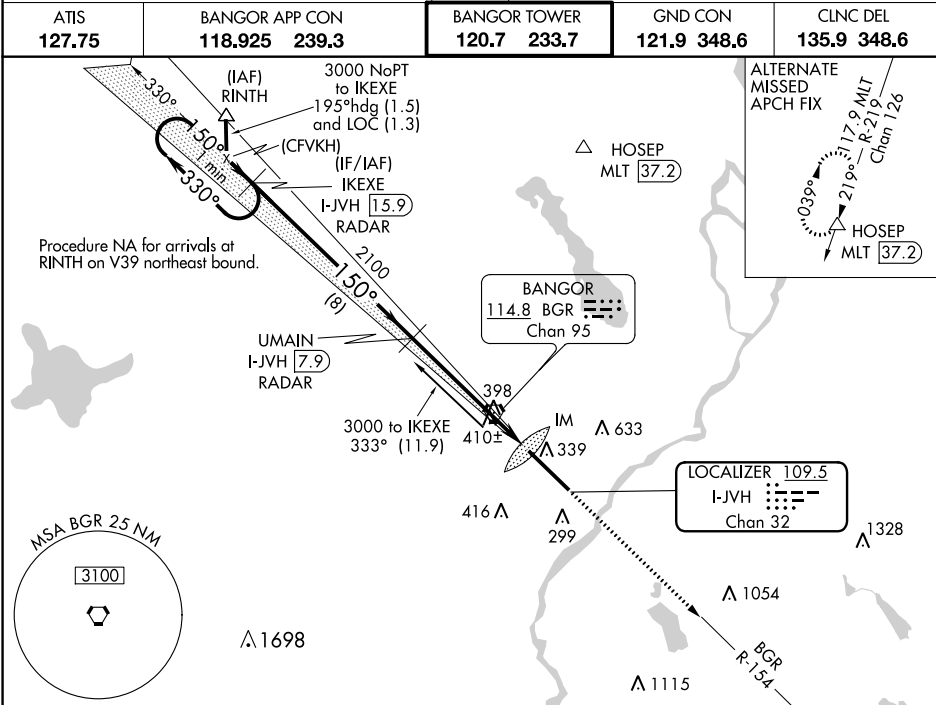 ATIS
127.75
BANGOR APP CON
118.925 239.3
BANGOR TOWER
120.7 233.7
GND CON
121.9 348.6
CLNC DEL
135.9 348.6
(IAF)
RINTH
3000 NoPT
to IKEXE
195°hdg (1.5)
and LOC (1.3)
330°
150°
1 min
330°
(CFVKH)
(IF/IAF)
IKEXE
I-JVH 15.9
RADAR
HOSEP
MLT 37.2
ALTERNATE
MISSED
APCH FIX
117.9 MLT
R-219
Chan 126
219°
039°
HOSEP
MLT 37.2
Procedure NA for arrivals at
RINTH on V39 northeast bound.
2100
150°
(8)
BANGOR
114.8 BGR
Chan 95
UMAIN
I-JVH 7.9
RADAR
3000 to IKEXE
333° (11.9)
398
410±
IM
339
633
LOCALIZER 109.5
I-JVH
Chan 32
416
299
1328
MSA BGR 25 NM
3100
1054
1698
BGR
R-154
1115